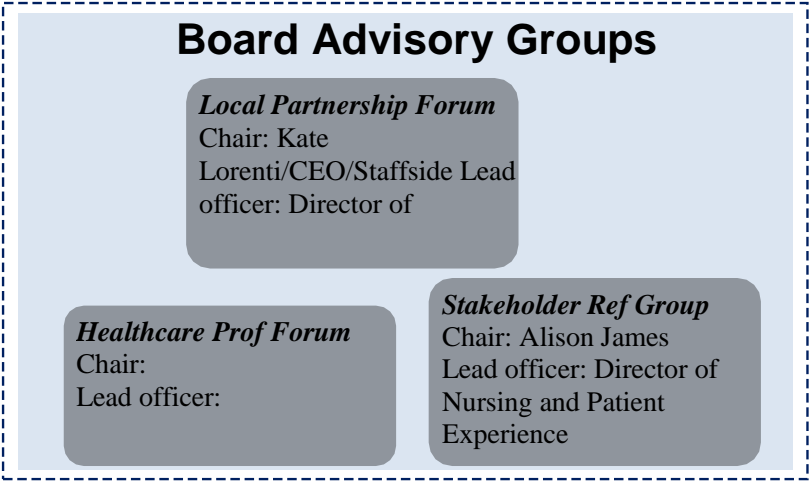 Board Advisory Groups
Local Partnership Forum
Chair: Kate
Lorenti/CEO/Staffside Lead
officer: Director of
Healthcare Prof Forum
Chair:
Lead officer:
Stakeholder Ref Group
Chair: Alison James
Lead officer: Director of
Nursing and Patient
Experience